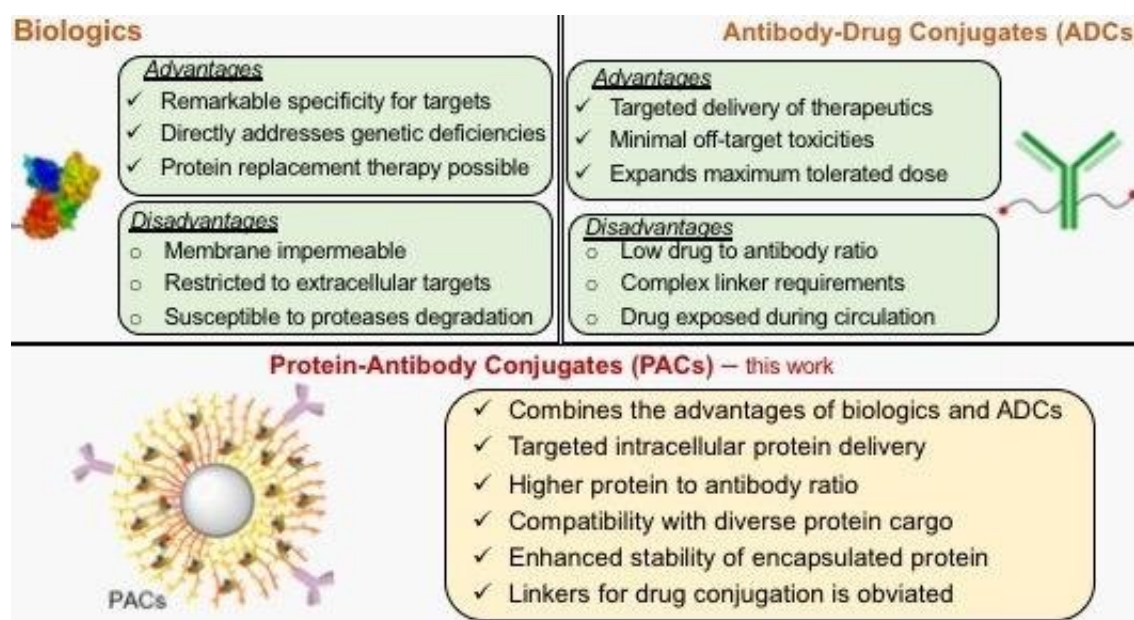 Biologics
Advantages
✓ Remarkable specificity for targets
✓ Directly addresses genetic deficiencies
✓ Protein replacement therapy possible
Disadvantages
○ Membrane impermeable
○ Restricted to extracellular targets
○ Susceptible to proteases degradation
Antibody-Drug Conjugates (ADCs
Advantages
✓ Targeted delivery of therapeutics
✓ Minimal off-target toxicities
✓ Expands maximum tolerated dose
Disadvantages
○ Low drug to antibody ratio
○ Complex linker requirements
○ Drug exposed during circulation
Protein-Antibody Conjugates (PACs) – this work
PACs
✓ Combines the advantages of biologics and ADCs
✓ Targeted intracellular protein delivery
✓ Higher protein to antibody ratio
✓ Compatibility with diverse protein cargo
✓ Enhanced stability of encapsulated protein
✓ Linkers for drug conjugation is obviated